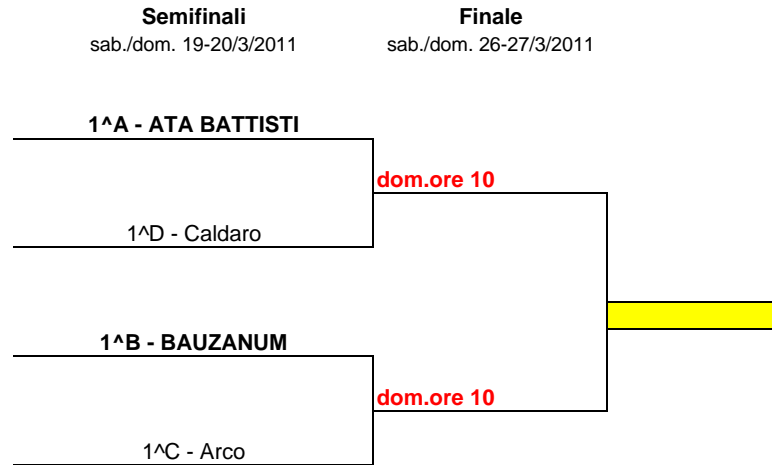 Semifinali Finale
sab./dom. 19-20/3/2011 sab./dom. 26-27/3/2011
1^A - ATA BATTISTI
dom.ore 10
1^D - Caldaro
1^B - BAUZANUM
dom.ore 10
1^C - Arco